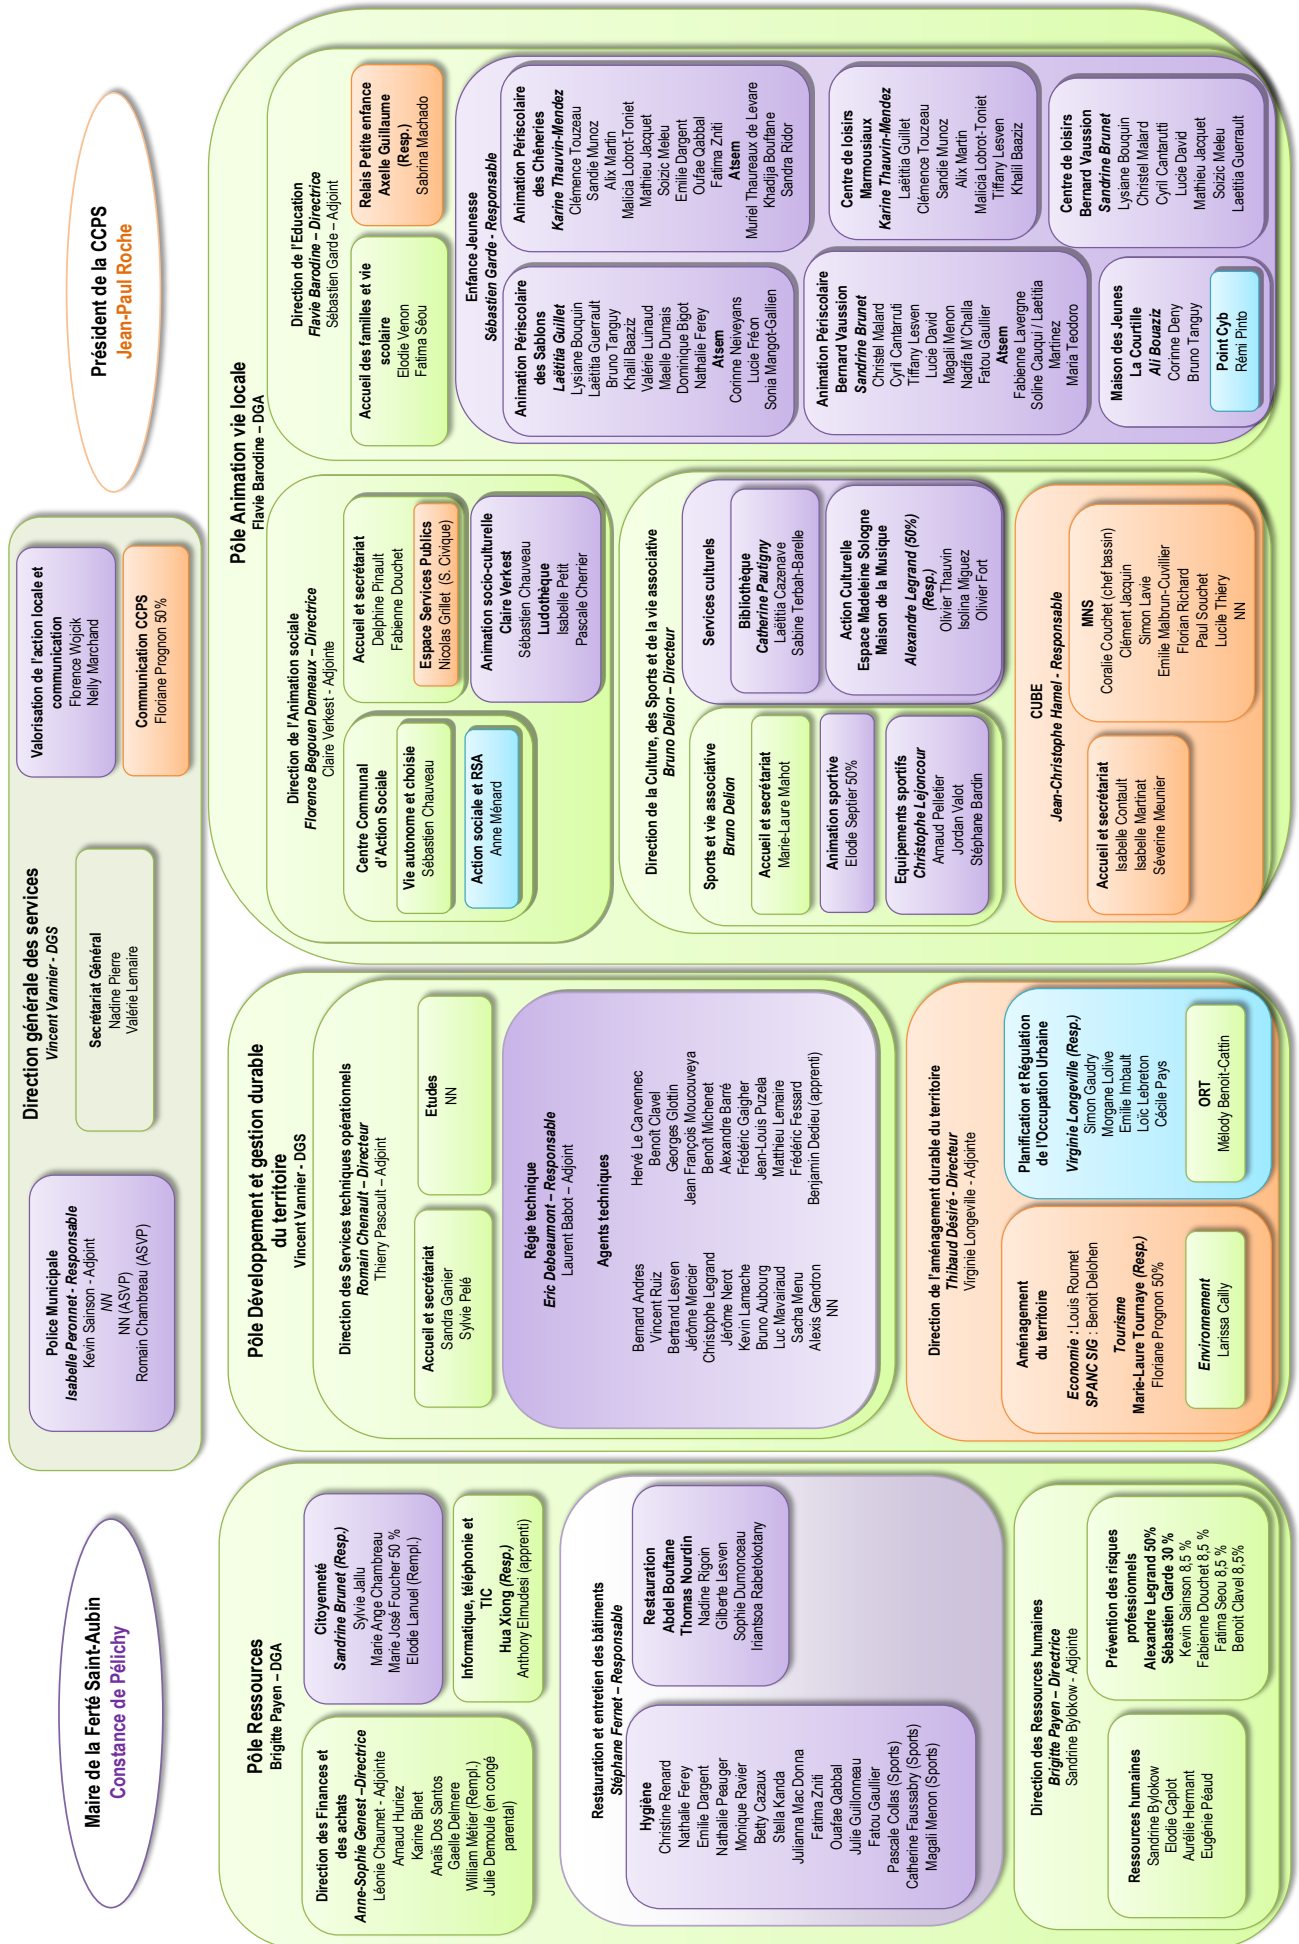 Maire de la Ferté Saint-Aubin
Constance de Pélichy
Direction générale des services
Vincent Vannier - DGS
Police Municipale
Isabelle Peronnet - Responsable
Kevin Sainson - Adjoint
NN
NN (ASVP)
Romain Chambreau (ASVP)
Secrétariat Général
Nadine Pierre
Valérie Lemaire
Valorisation de l'action locale et
communication
Florence Wojcik
Nelly Marchand
Communication CCPS
Floriane Prognon 50%
Président de la CCPS
Jean-Paul Roche
Pôle Ressources
Brigitte Payen – DGA
Direction des Finances et
des achats
Anne-Sophie Genest –Directrice
Léonie Chaumet - Adjointe
Arnaud Huriez
Karine Binet
Anaïs Dos Santos
Gaelle Delmere
William Métier (Rempl.)
Julie Demoule (en congé
parental)
Citoyenneté
Sandrine Brunet (Resp.)
Sylvie Jallu
Marie Ange Chambreau
Marie José Foucher 50 %
Elodie Lanuel (Rempl.)
Informatique, téléphonie et
TIC
Hua Xiong (Resp.)
Anthony Elmudesi (apprenti)
Restauration et entretien des bâtiments
Stéphane Fernet – Responsable
Hygiène
Christine Renard
Nathalie Ferey
Emilie Dargent
Nathalie Peauger
Monique Ravier
Betty Cazaux
Stella Kanda
Julianna Mac Donna
Fatima Zniti
Ouafae Qabbal
Julie Guillonneau
Fatou Gaullier
Pascale Collas (Sports)
Catherine Faussabry (Sports)
Magali Menon (Sports)
Restauration
Abdel Bouftane
Thomas Nourdin
Nadine Rigoin
Gilberte Lesven
Sophie Dumonceau
Iriantsoa Rabetokotany
Direction des Ressources humaines
Brigitte Payen – Directrice
Sandrine Bylokow - Adjointe
Ressources humaines
Sandrine Bylokow
Elodie Caplot
Aurélie Hermant
Eugénie Péaud
Prévention des risques
professionnels
Alexandre Legrand 50%
Sébastien Garde 30 %
Kevin Sainson 8,5 %
Fabienne Douchet 8,5 %
Fatima Seou 8,5 %
Benoit Clavel 8,5%
Pôle Développement et gestion durable
du territoire
Vincent Vannier - DGS
Direction des Services techniques opérationnels
Romain Chenault – Directeur
Thierry Pascault – Adjoint
Accueil et secrétariat
Sandra Ganier
Sylvie Pelé
Etudes
NN
Régie technique
Eric Debeaumont – Responsable
Laurent Babot – Adjoint
Agents techniques
Bernard Andres
Vincent Ruiz
Bertrand Lesven
Jérôme Mercier
Christophe Legrand
Jérôme Nerot
Kevin Lamache
Bruno Aubourg
Luc Mavairaud
Sacha Menu
Alexis Gendron
NN
Hervé Le Carvennec
Benoît Clavel
Georges Glottin
Jean François Moucouveya
Benoît Michenet
Alexandre Barré
Frédéric Gaigher
Jean-Louis Puzela
Matthieu Lemaire
Frédéric Fessard
Benjamin Dedieu (apprenti)
Direction de l'aménagement durable du territoire
Thibaud Désiré - Directeur
Virginie Longeville - Adjointe
Aménagement
du territoire
Economie : Louis Roumet
SPANC SIG : Benoit Delohen
Tourisme
Marie-Laure Tournaye (Resp.)
Floriane Prognon 50%
Environnement
Larissa Cailly
Planification et Régulation
de l'Occupation Urbaine
Virginie Longeville (Resp.)
Simon Gaudry
Morgane Lolive
Emilie Imbault
Loïc Lebreton
Cécile Pays
ORT
Mélody Benoit-Cattin
Pôle Animation vie locale
Flavie Barodine – DGA
Direction de l'Animation sociale
Florence Begouen Demeaux – Directrice
Claire Verkest - Adjointe
Centre Communal
d'Action Sociale
Vie autonome et choisie
Sébastien Chauveau
Action sociale et RSA
Anne Ménard
Accueil et secrétariat
Delphine Pinault
Fabienne Douchet
Espace Services Publics
Nicolas Grillet (S. Civique)
Animation socio-culturelle
Claire Verkest
Sébastien Chauveau
Ludothèque
Isabelle Petit
Pascale Cherrier
Direction de la Culture, des Sports et de la vie associative
Bruno Delion – Directeur
Sports et vie associative
Bruno Delion
Accueil et secrétariat
Marie-Laure Mahot
Animation sportive
Elodie Septier 50%
Equipements sportifs
Christophe Lejoncour
Arnaud Pelletier
Jordan Valot
Stéphane Bardin
Services culturels
Bibliothèque
Catherine Pautigny
Laëtitia Cazenave
Sabine Terbah-Barelle
Action Culturelle
Espace Madeleine Sologne
Maison de la Musique
Alexandre Legrand (50%)
(Resp.)
Olivier Thauvin
Isolina Miguez
Olivier Fort
CUBE
Jean-Christophe Hamel - Responsable
Accueil et secrétariat
Isabelle Contault
Isabelle Martinat
Séverine Meunier
MNS
Coralie Couchet (chef bassin)
Clément Jacquin
Simon Lavie
Emilie Malbrun-Cuvillier
Florian Richard
Paul Souchet
Lucile Thiery
NN
Direction de l'Education
Flavie Barodine – Directrice
Sébastien Garde – Adjoint
Accueil des familles et vie
scolaire
Elodie Venon
Fatima Séou
Relais Petite enfance
Axelle Guillaume
(Resp.)
Sabrina Machado
Enfance Jeunesse
Sébastien Garde - Responsable
Animation Périscolaire
des Sablons
Laëtitia Guillet
Lysiane Bouquin
Laëtitia Guerrault
Bruno Tanguy
Khalil Baaziz
Valérie Luinaud
Maelle Dumais
Dominique Bigot
Nathalie Ferey
Atsem
Corinne Neiveyans
Lucie Fréon
Sonia Mangot-Gallien
Animation Périscolaire
des Chêneries
Karine Thauvin-Mendez
Clémence Touzeau
Sandie Munoz
Alix Martin
Malicia Lobrot-Toniet
Mathieu Jacquet
Soizic Meleu
Emilie Dargent
Oufae Qabbal
Fatima Zniti
Atsem
Muriel Thaureaux de Levare
Khadija Bouftane
Sandra Ridor
Animation Périscolaire
Bernard Vaussion
Sandrine Brunet
Christel Malard
Cyril Cantarruti
Tiffany Lesven
Lucie David
Magali Menon
Nadifa M'Challa
Fatou Gaullier
Atsem
Fabienne Lavergne
Soline Cauqui / Laetitia
Martinez
Maria Teodoro
Centre de loisirs
Marmousiaux
Karine Thauvin-Mendez
Laëtitia Guillet
Clémence Touzeau
Sandie Munoz
Alix Martin
Malicia Lobrot-Toniet
Tiffany Lesven
Khalil Baaziz
Maison des Jeunes
La Courtille
Ali Bouaziz
Corinne Deny
Bruno Tanguy
Point Cyb
Rémi Pinto
Centre de loisirs
Bernard Vaussion
Sandrine Brunet
Lysiane Bouquin
Christel Malard
Cyril Cantarutti
Lucie David
Mathieu Jacquet
Soizic Meleu
Laetitia Guerrault